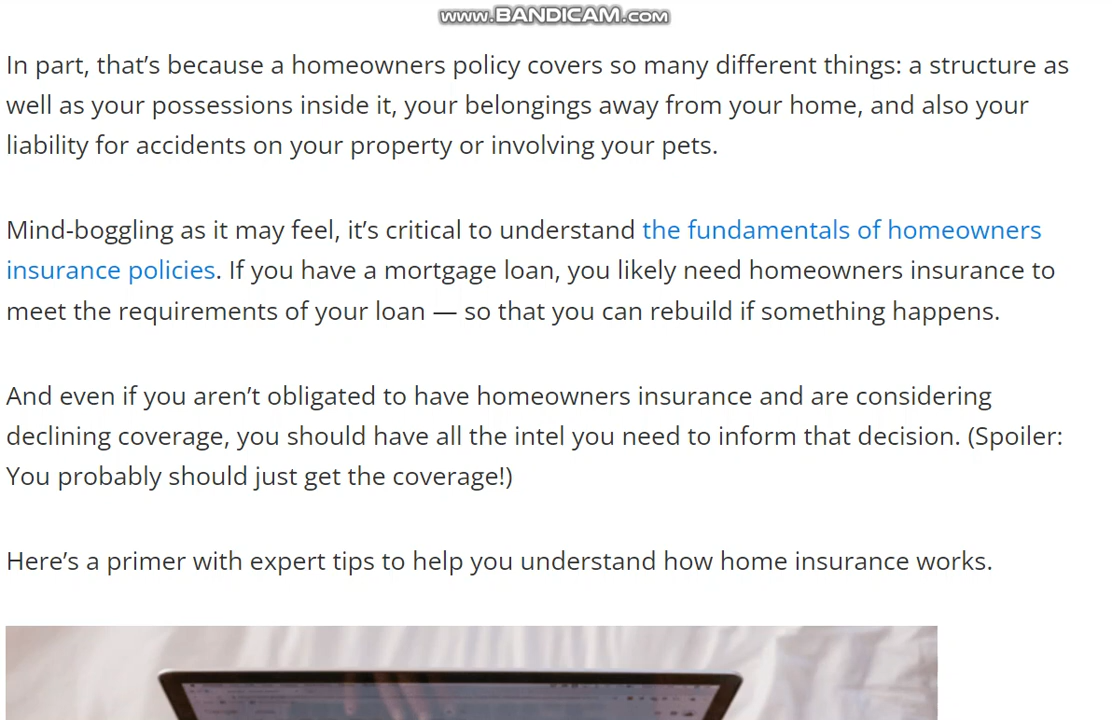 www.BANDICAM.com
In part, that’s because a homeowners policy covers so many different things: a structure as
well as your possessions inside it, your belongings away from your home, and also your
liability for accidents on your property or involving your pets.
Mind-boggling as it may feel, it’s critical to understand the fundamentals of homeowners
insurance policies. If you have a mortgage loan, you likely need homeowners insurance to
meet the requirements of your loan — so that you can rebuild if something happens.
And even if you aren’t obligated to have homeowners insurance and are considering
declining coverage, you should have all the intel you need to inform that decision. (Spoiler:
You probably should just get the coverage!)
Here’s a primer with expert tips to help you understand how home insurance works.